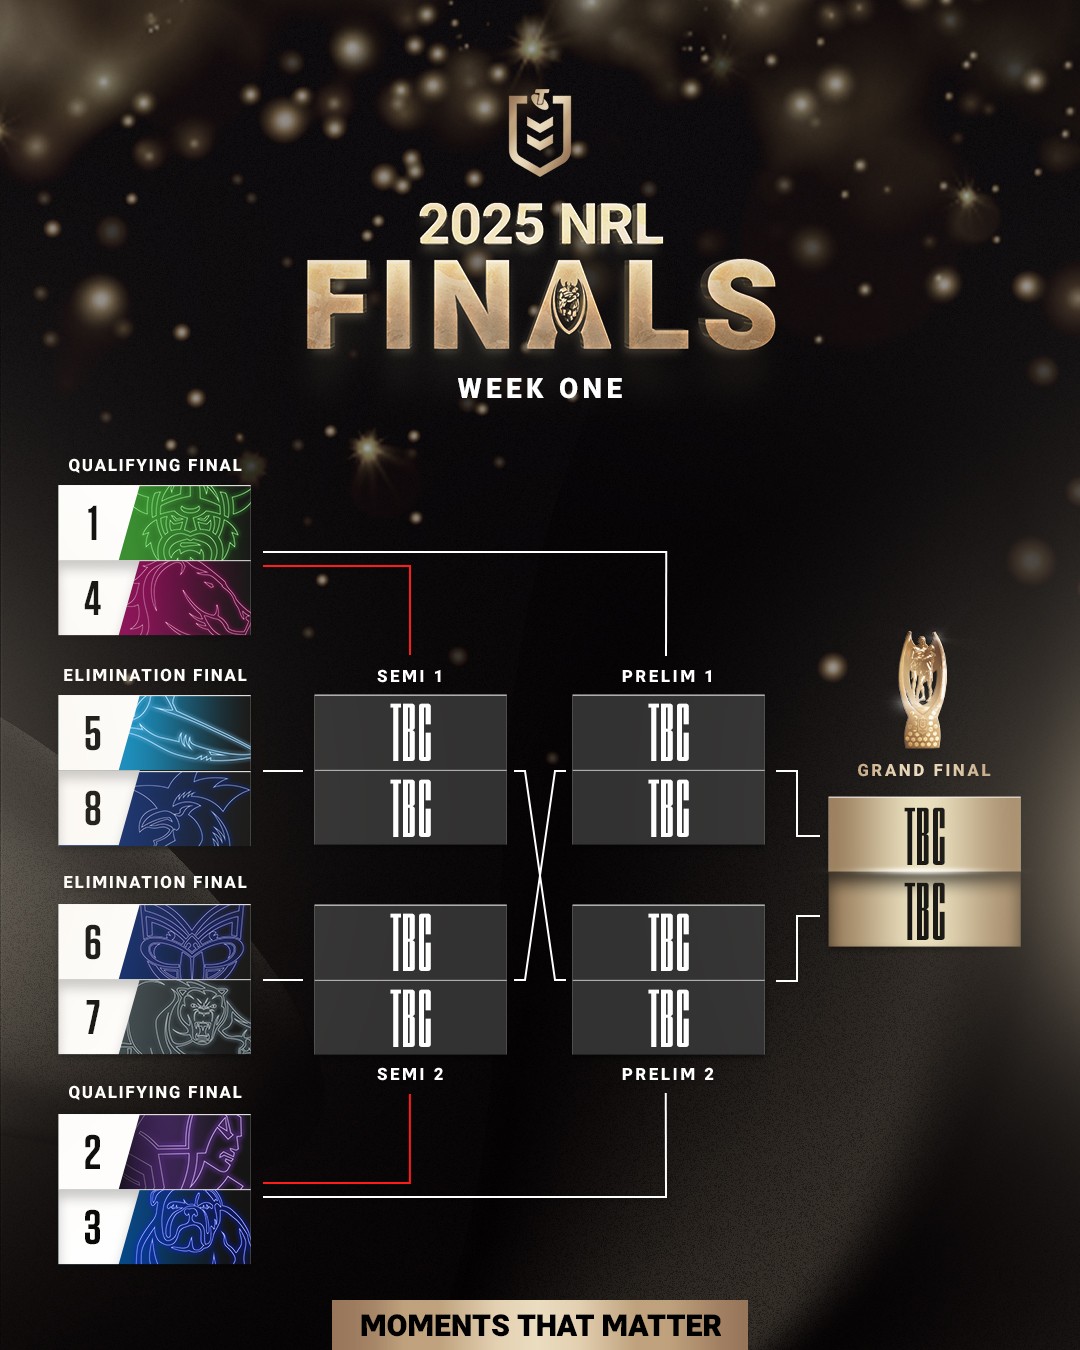 2025 NRL
FINALS
WEEK ONE
QUALIFYING FINAL
1
4
ELIMINATION FINAL
5
8
ELIMINATION FINAL
6
7
QUALIFYING FINAL
2
3
SEMI 1
TBC
TBC
TBC
TBC
SEMI 2
PRELIM 1
TBC
TBC
TBC
TBC
PRELIM 2
GRAND FINAL
TBC
TBC
MOMENTS THAT MATTER